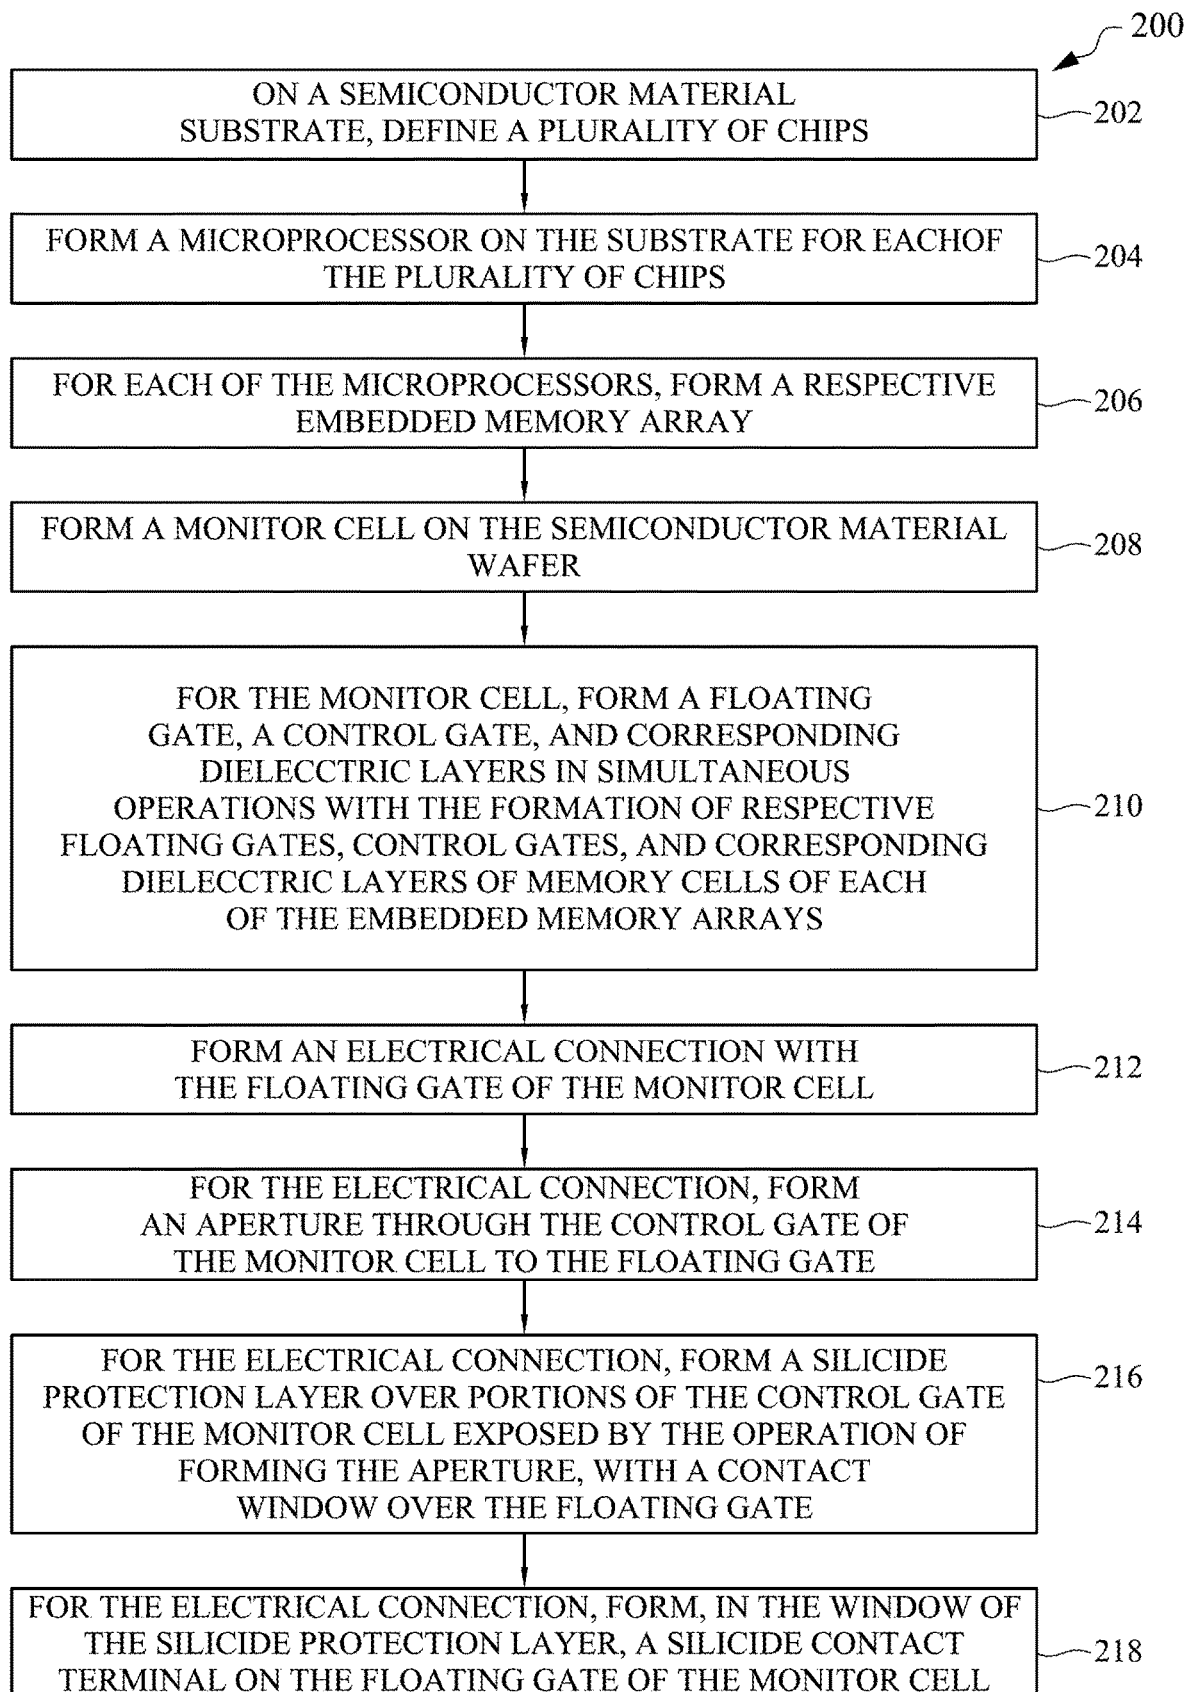 200
ON A SEMICONDUCTOR MATERIAL
SUBSTRATE, DEFINE A PLURALITY OF CHIPS
202
FORM A MICROPROCESSOR ON THE SUBSTRATE FOR EACHOF
THE PLURALITY OF CHIPS
204
FOR EACH OF THE MICROPROCESSORS, FORM A RESPECTIVE
EMBEDDED MEMORY ARRAY
206
FORM A MONITOR CELL ON THE SEMICONDUCTOR MATERIAL
WAFER
208
FOR THE MONITOR CELL, FORM A FLOATING
GATE, A CONTROL GATE, AND CORRESPONDING
DIELECCTRIC LAYERS IN SIMULTANEOUS
OPERATIONS WITH THE FORMATION OF RESPECTIVE
FLOATING GATES, CONTROL GATES, AND CORRESPONDING
DIELECCTRIC LAYERS OF MEMORY CELLS OF EACH
OF THE EMBEDDED MEMORY ARRAYS
210
FORM AN ELECTRICAL CONNECTION WITH
THE FLOATING GATE OF THE MONITOR CELL
212
FOR THE ELECTRICAL CONNECTION, FORM
AN APERTURE THROUGH THE CONTROL GATE OF
THE MONITOR CELL TO THE FLOATING GATE
214
FOR THE ELECTRICAL CONNECTION, FORM A SILICIDE
PROTECTION LAYER OVER PORTIONS OF THE CONTROL GATE
OF THE MONITOR CELL EXPOSED BY THE OPERATION OF
FORMING THE APERTURE, WITH A CONTACT
WINDOW OVER THE FLOATING GATE
216
FOR THE ELECTRICAL CONNECTION, FORM, IN THE WINDOW OF
THE SILICIDE PROTECTION LAYER, A SILICIDE CONTACT
TERMINAL ON THE FLOATING GATE OF THE MONITOR CELL
218